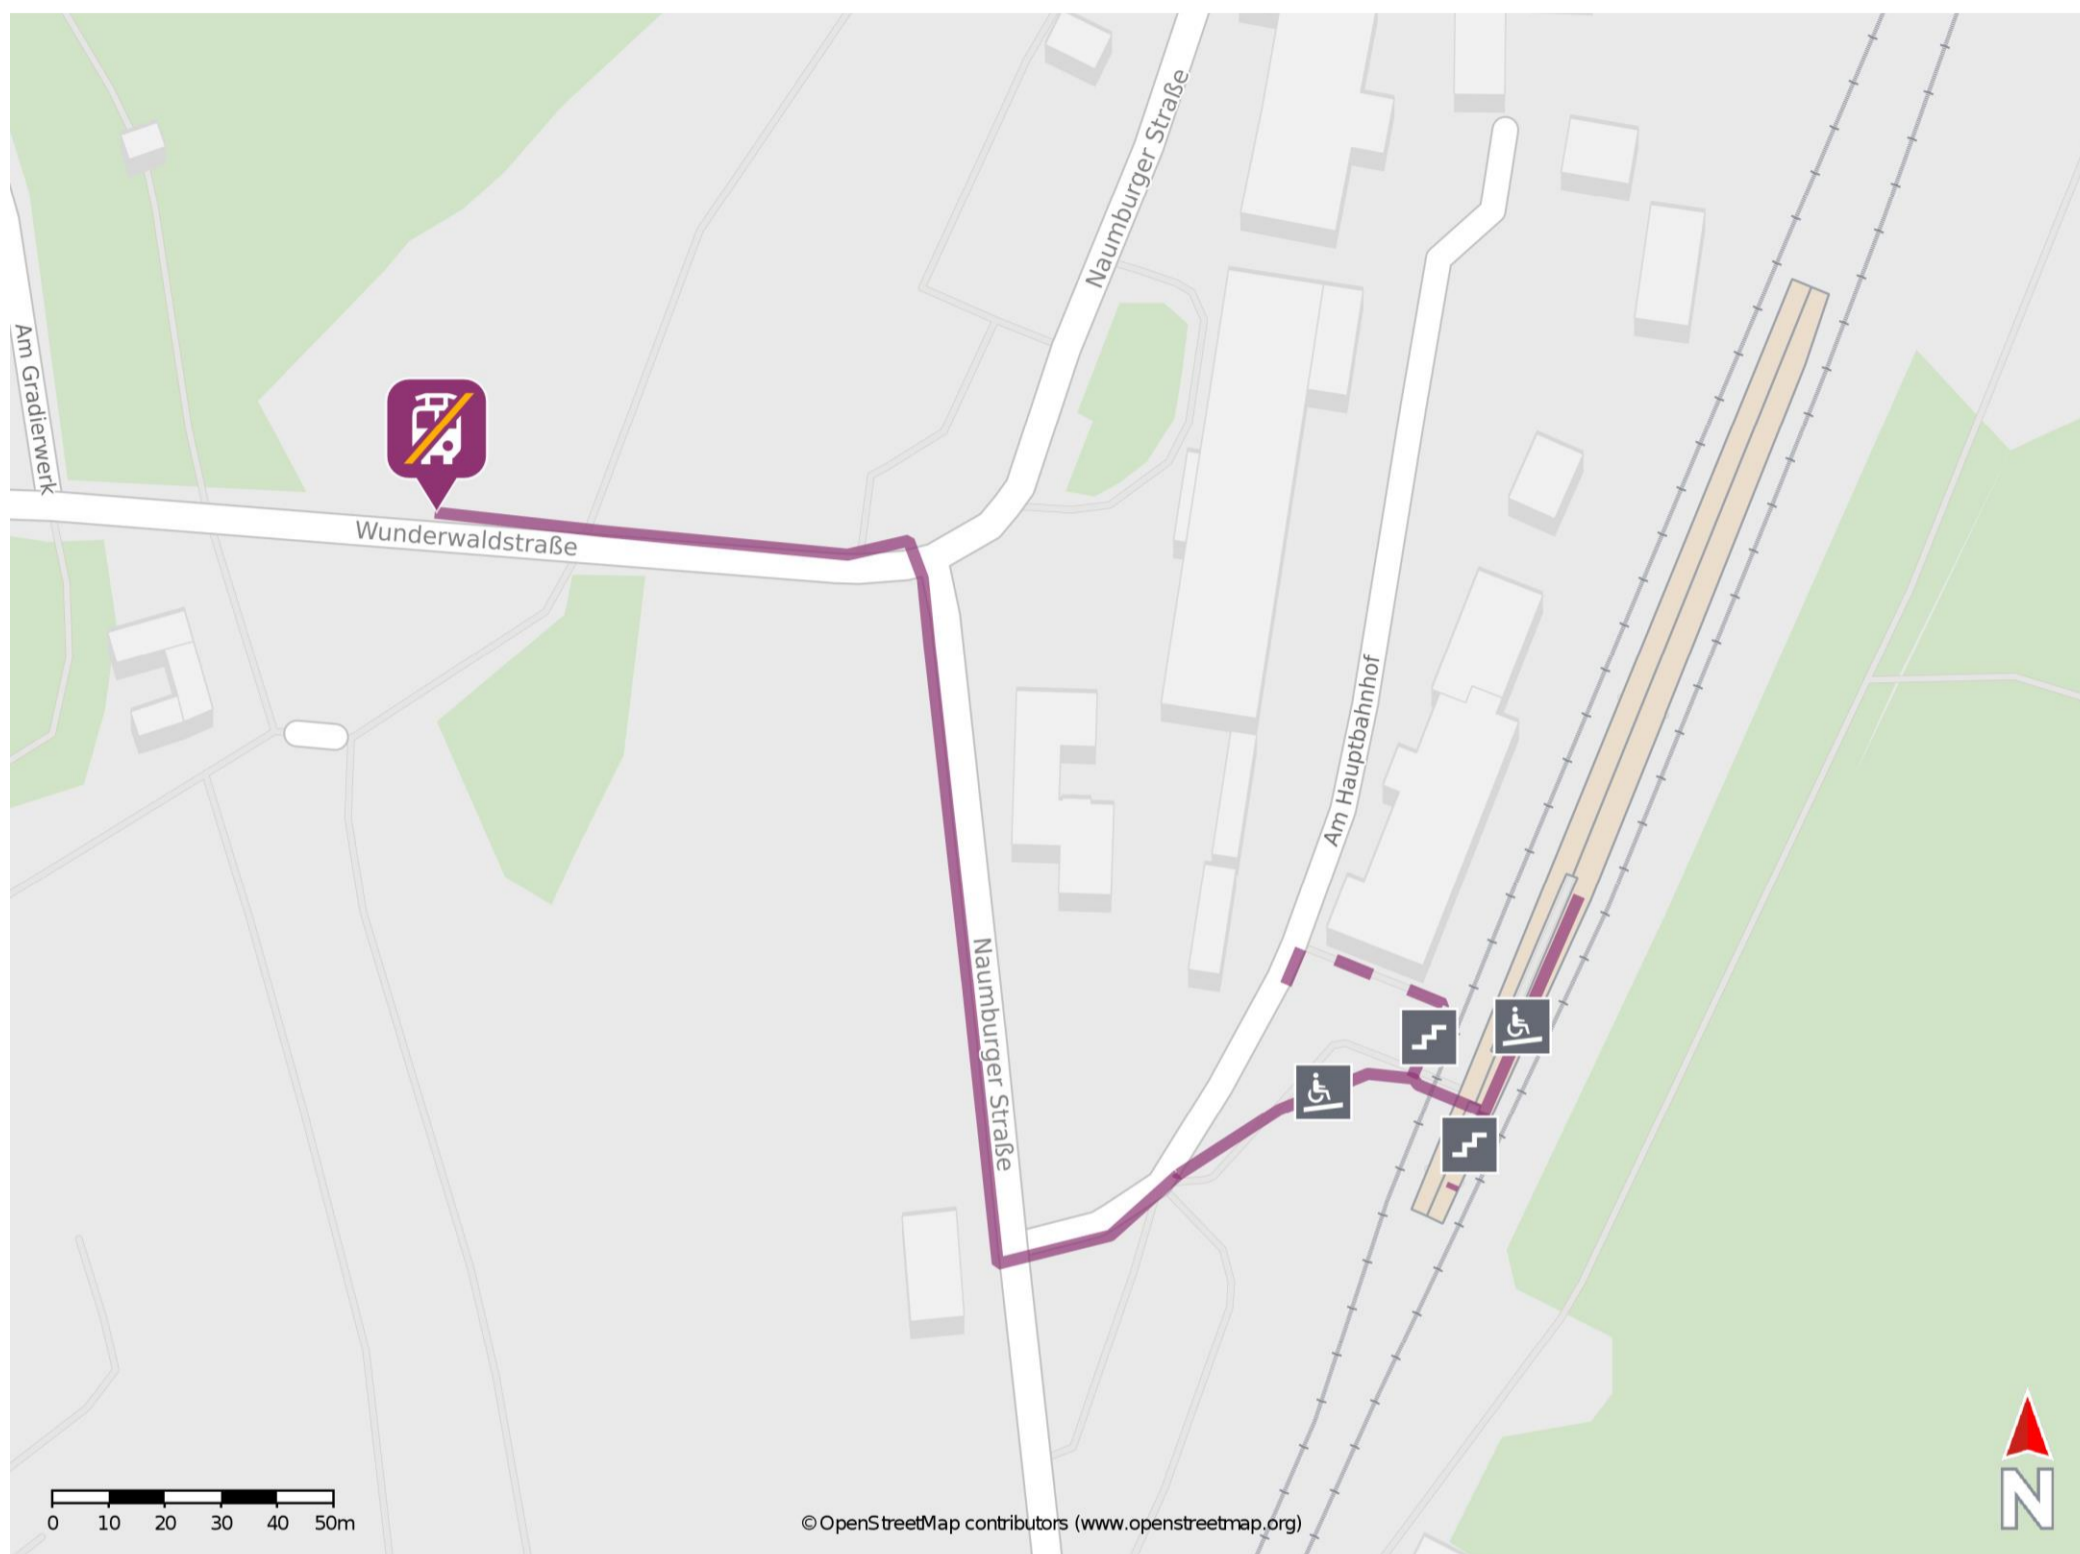 Naumburger Straße
Am Gradierwerk
Wunderwaldstraße
Am Hauptbahnhof
Naumburger Straße
0 10 20 30 40 50m
© OpenStreetMap contributors (www.openstreetmap.org)
N